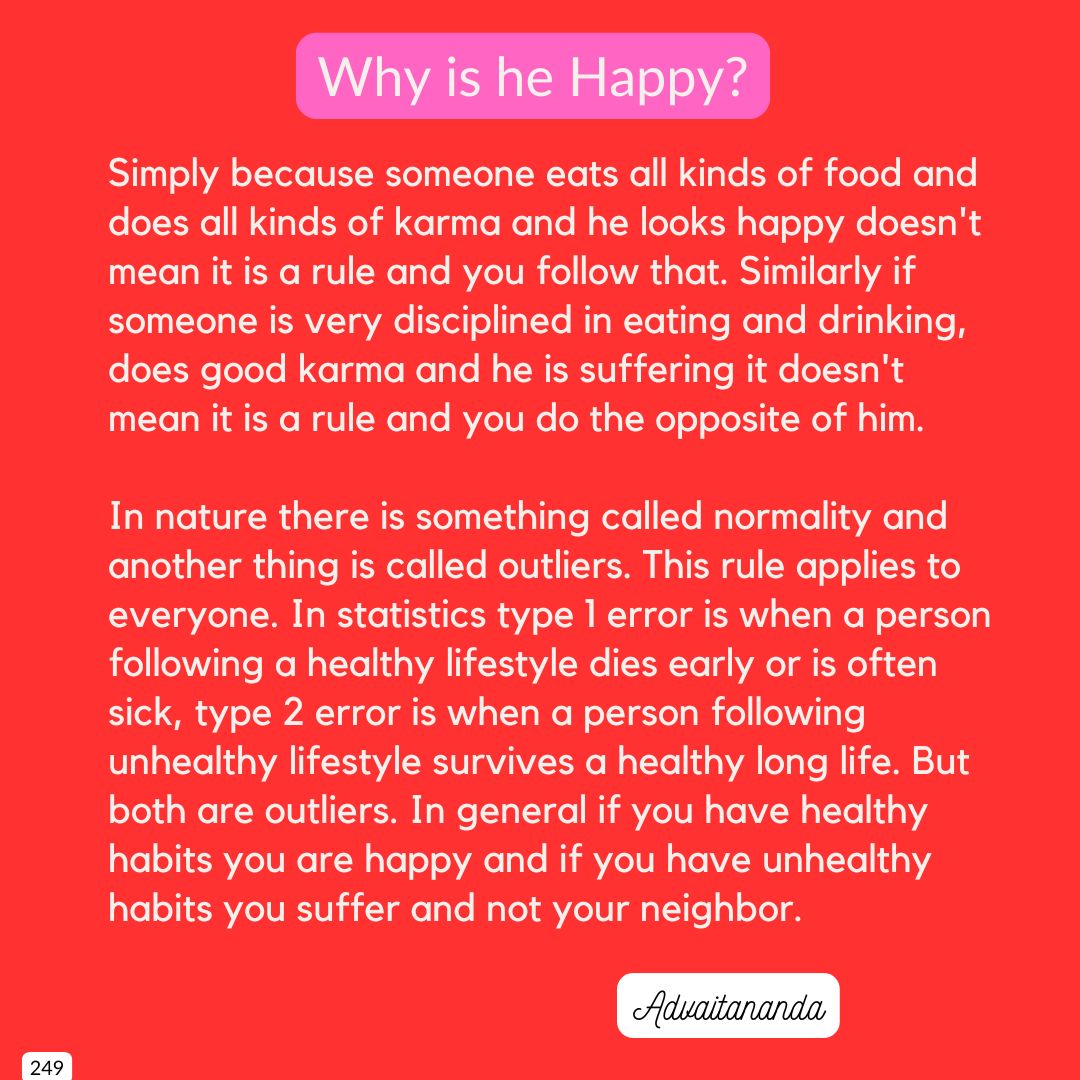 Why is he Happy?
Simply because someone eats all kinds of food and
does all kinds of karma and he looks happy doesn't
mean it is a rule and you follow that. Similarly if
someone is very disciplined in eating and drinking,
does good karma and he is suffering it doesn't
mean it is a rule and you do the opposite of him.
In nature there is something called normality and
another thing is called outliers. This rule applies to
everyone. In statistics type 1 error is when a person
following a healthy lifestyle dies early or is often
sick, type 2 error is when a person following
unhealthy lifestyle survives a healthy long life. But
both are outliers. In general if you have healthy
habits you are happy and if you have unhealthy
habits you suffer and not your neighbor.
Advaitananda
249